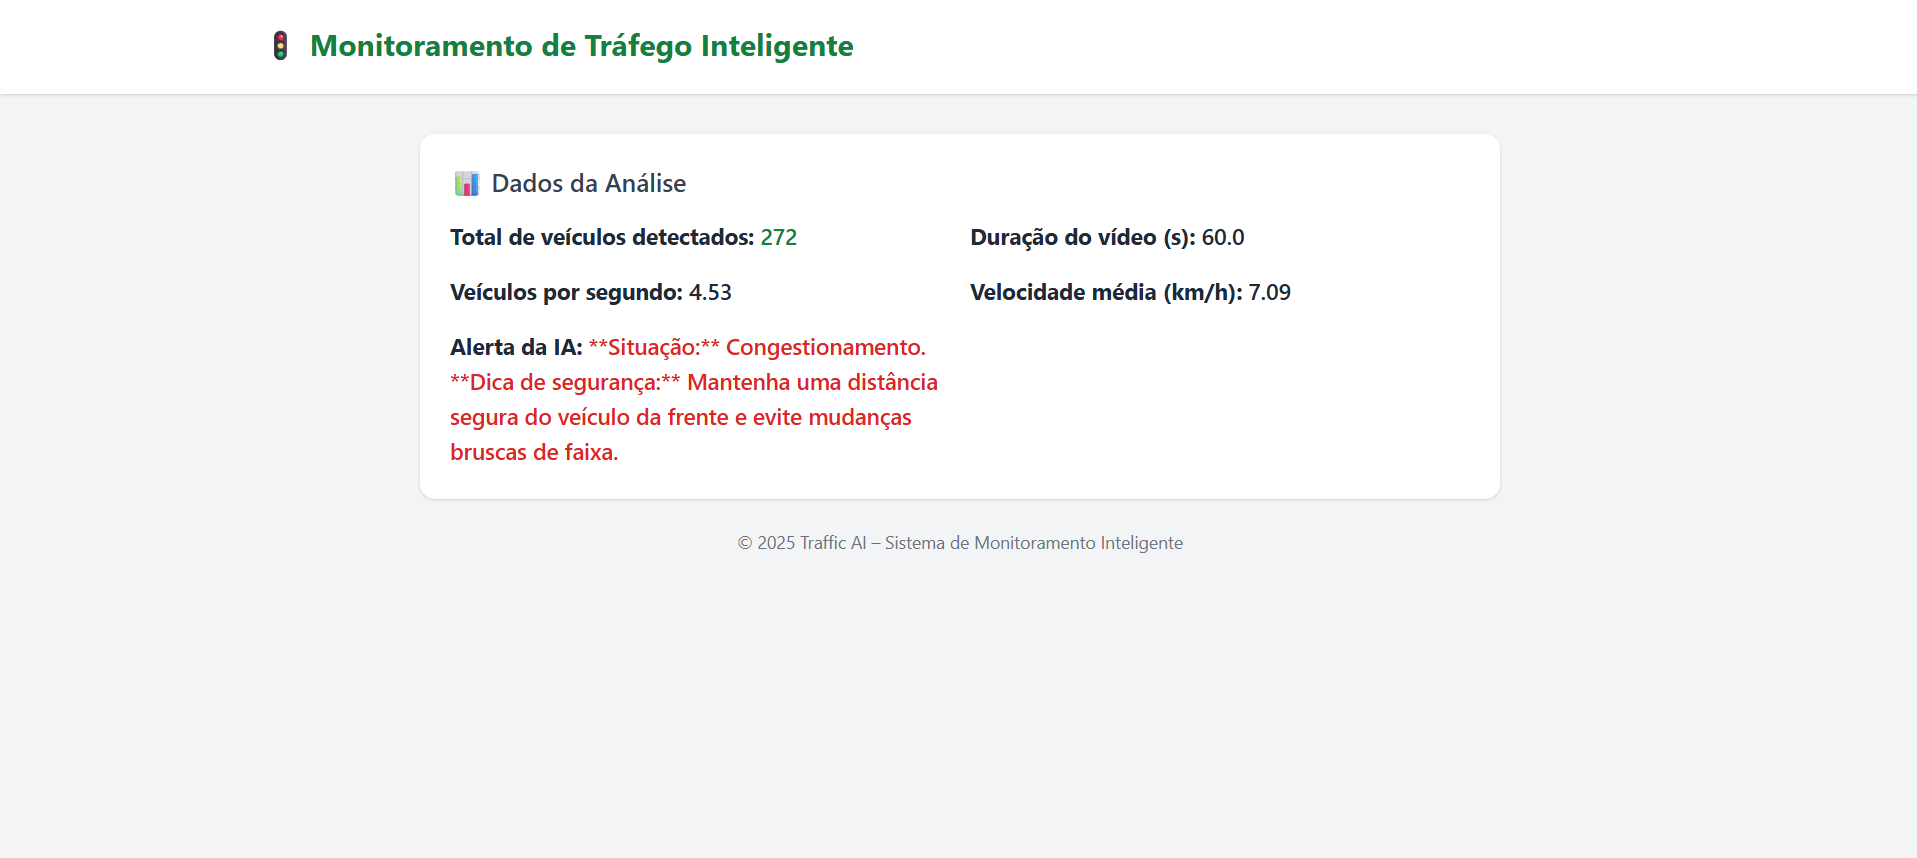 Monitoramento de Tráfego Inteligente
Dados da Análise
Total de veículos detectados: 272
Duração do vídeo (s): 60.0
Veículos por segundo: 4.53
Velocidade média (km/h): 7.09
Alerta da IA: **Situação:** Congestionamento.
**Dica de segurança:** Mantenha uma distância
segura do veículo da frente e evite mudanças
bruscas de faixa.
© 2025 Traffic AI – Sistema de Monitoramento Inteligente